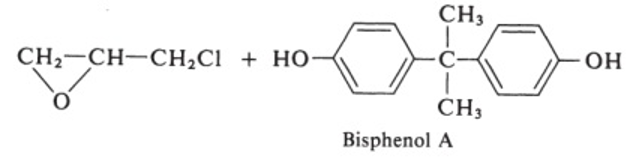 CH₃
CH₂—CH—CH₂Cl + HO C OH
O
CH₃
Bisphenol A